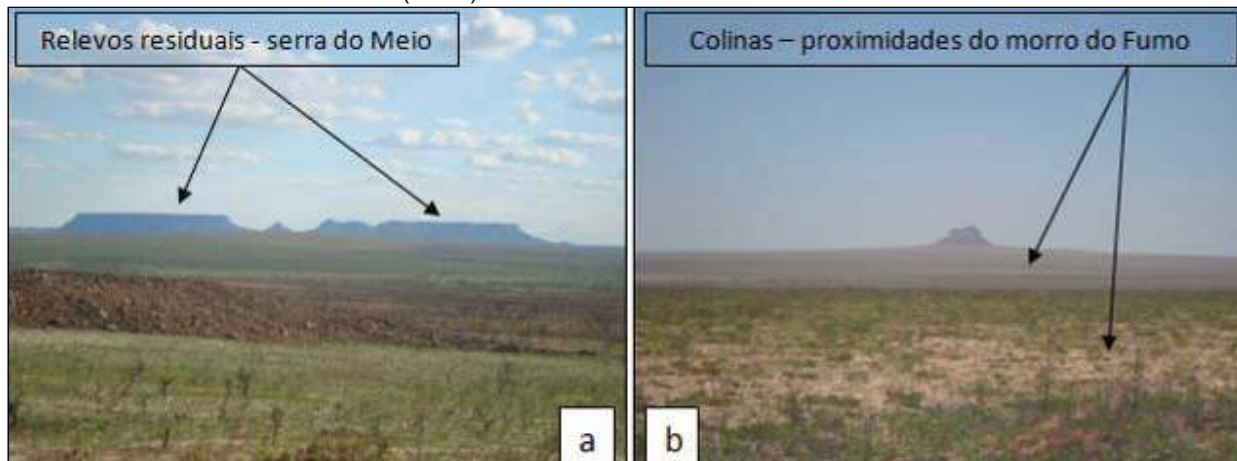 Relevos residuais - serra do Meio
Colinas – proximidades do morro do Fumo
a
b